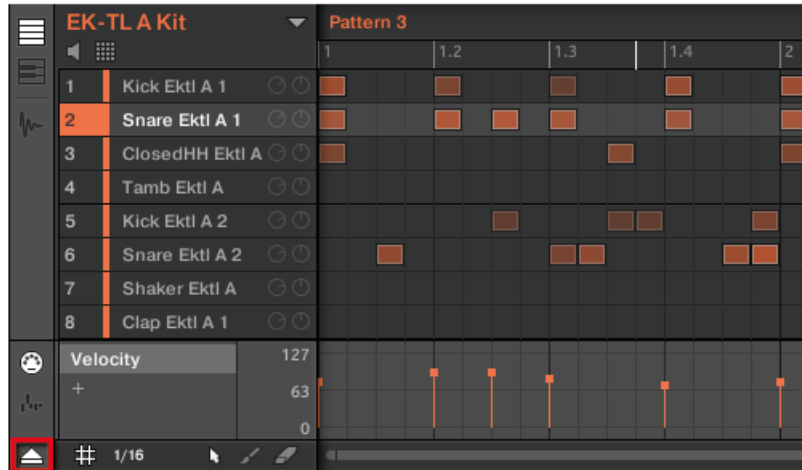 EK-TL A Kit Pattern 3
1 1.2 1.3 1.4 2
1 Kick Ektl A 1
2 Snare Ektl A 1
3 ClosedHH Ektl A
4 Tamb Ektl A
5 Kick Ektl A 2
6 Snare Ektl A 2
7 Shaker Ektl A
8 Clap Ektl A 1
Velocity 127
+ 63
0
1/16